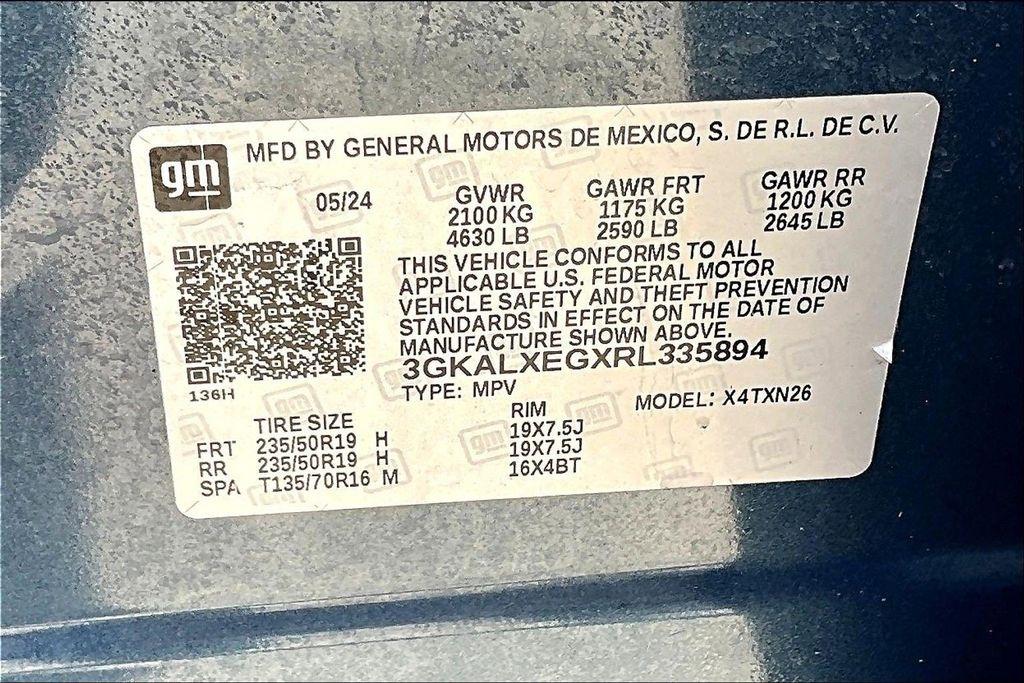 gm MFD BY GENERAL MOTORS DE MEXICO, S. DE R.L. DE C.V.
05/24 GVWR GAWR FRT GAWR RR
2100 KG 1175 KG 1200 KG
4630 LB 2590 LB 2645 LB
THIS VEHICLE CONFORMS TO ALL
APPLICABLE U.S. FEDERAL MOTOR
VEHICLE SAFETY AND THEFT PREVENTION
STANDARDS IN EFFECT ON THE DATE OF
MANUFACTURE SHOWN ABOVE.
3GKALXEGXRL335894
136H
TYPE: MPV MODEL: X4TXN26
TIRE SIZE RIM
FRT 235/50R19 H 19X7.5J
RR 235/50R19 H 19X7.5J
SPA T135/70R16 M 16X4BT